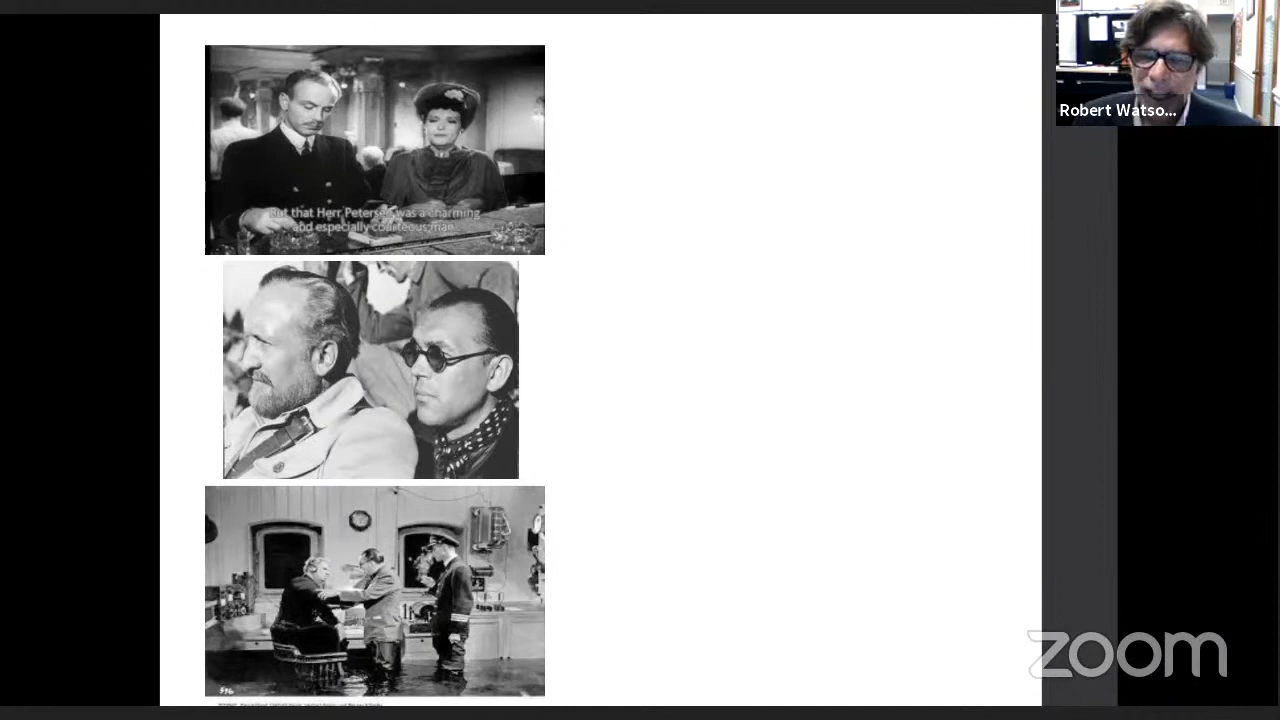 But that Herr Petersen was a charming
and especially courteous man.
Robert Watso...
zoom